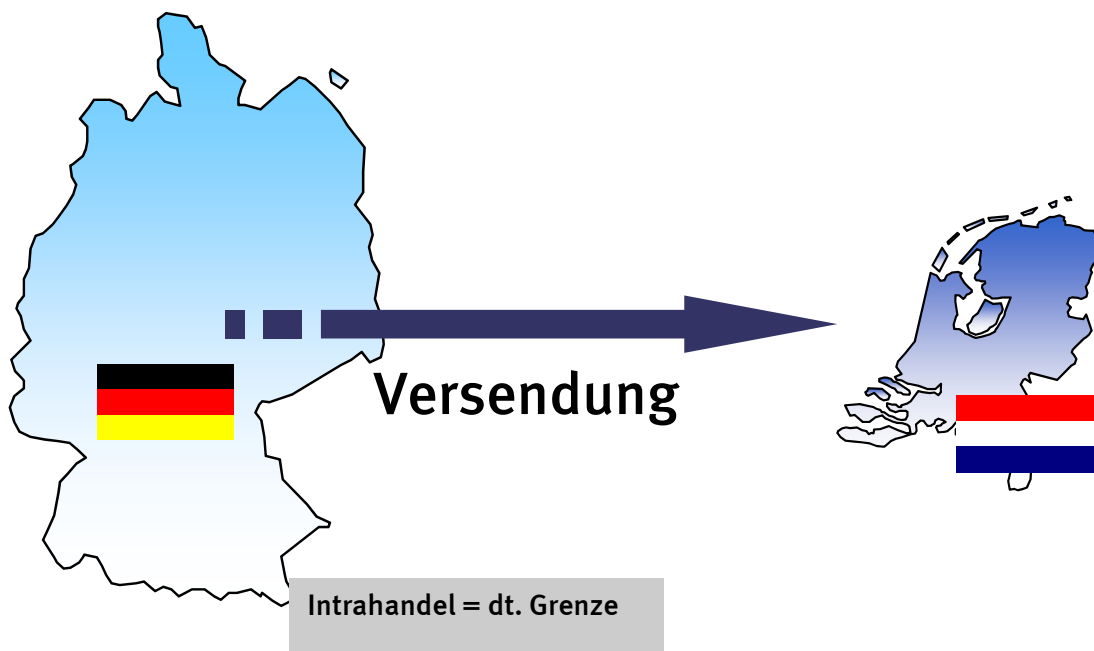 Versendung
Intrahandel = dt. Grenze